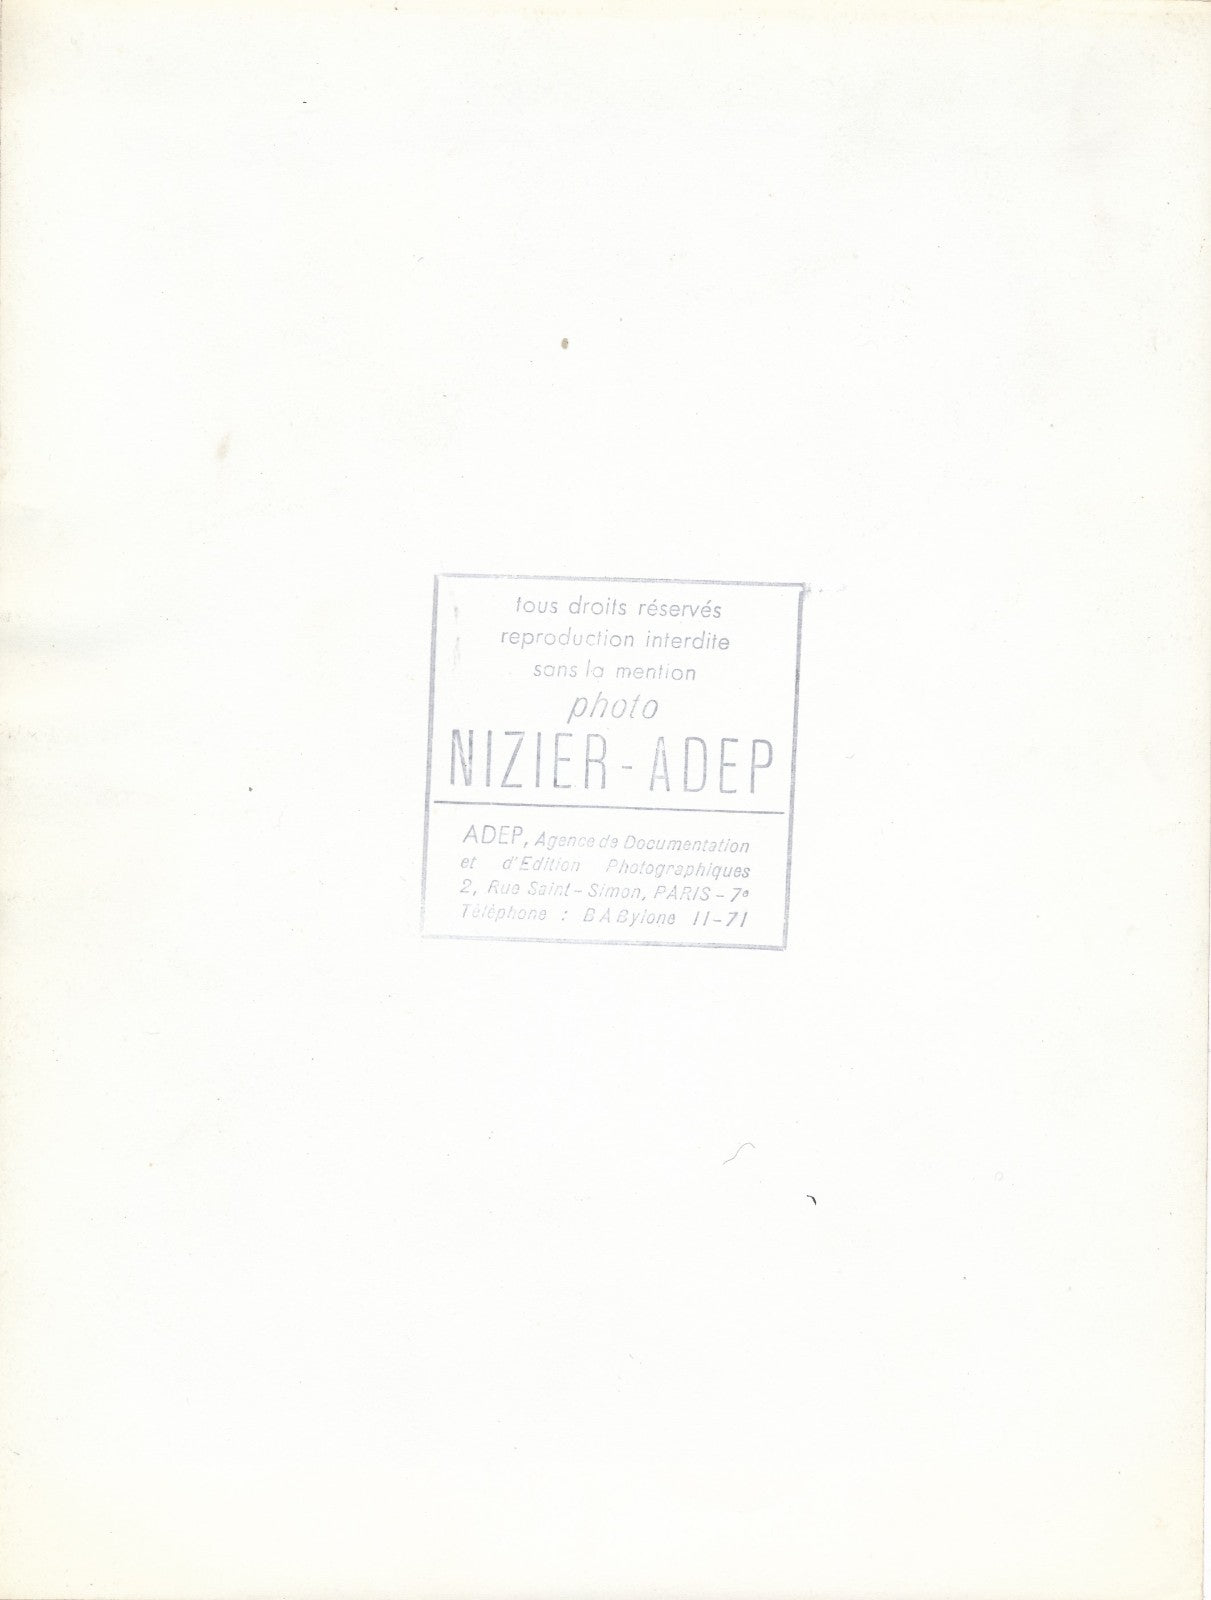 tous droits réservés
reproduction interdite
sans la mention
photo
NIZIER - ADEP
ADEP, Agence de Documentation
et d'Edition Photographiques
2, Rue Saint-Simon, PARIS - 7e
Téléphone : BAByione 11-71